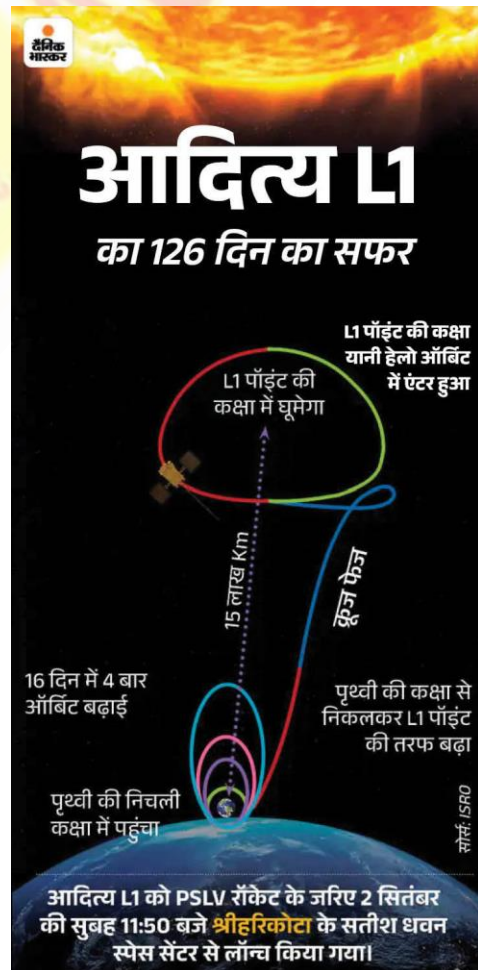 दैनिक
भास्कर
आदित्य L1
का 126 दिन का सफर
L1 पॉइंट की कक्षा
यानी हेलो ऑर्बिट
में एंटर हुआ
L1 पॉइंट की
कक्षा में घूमेगा
15 लाख Km
क्रूज फेज
16 दिन में 4 बार
ऑर्बिट बढ़ाई
पृथ्वी की कक्षा से
निकलकर L1 पॉइंट
की तरफ बढ़ा
पृथ्वी की निचली
कक्षा में पहुंचा
सोर्स: ISRO
आदित्य L1 को PSLV रॉकेट के जरिए 2 सितंबर
की सुबह 11:50 बजे श्रीहरिकोटा के सतीश धवन
स्पेस सेंटर से लॉन्च किया गया।